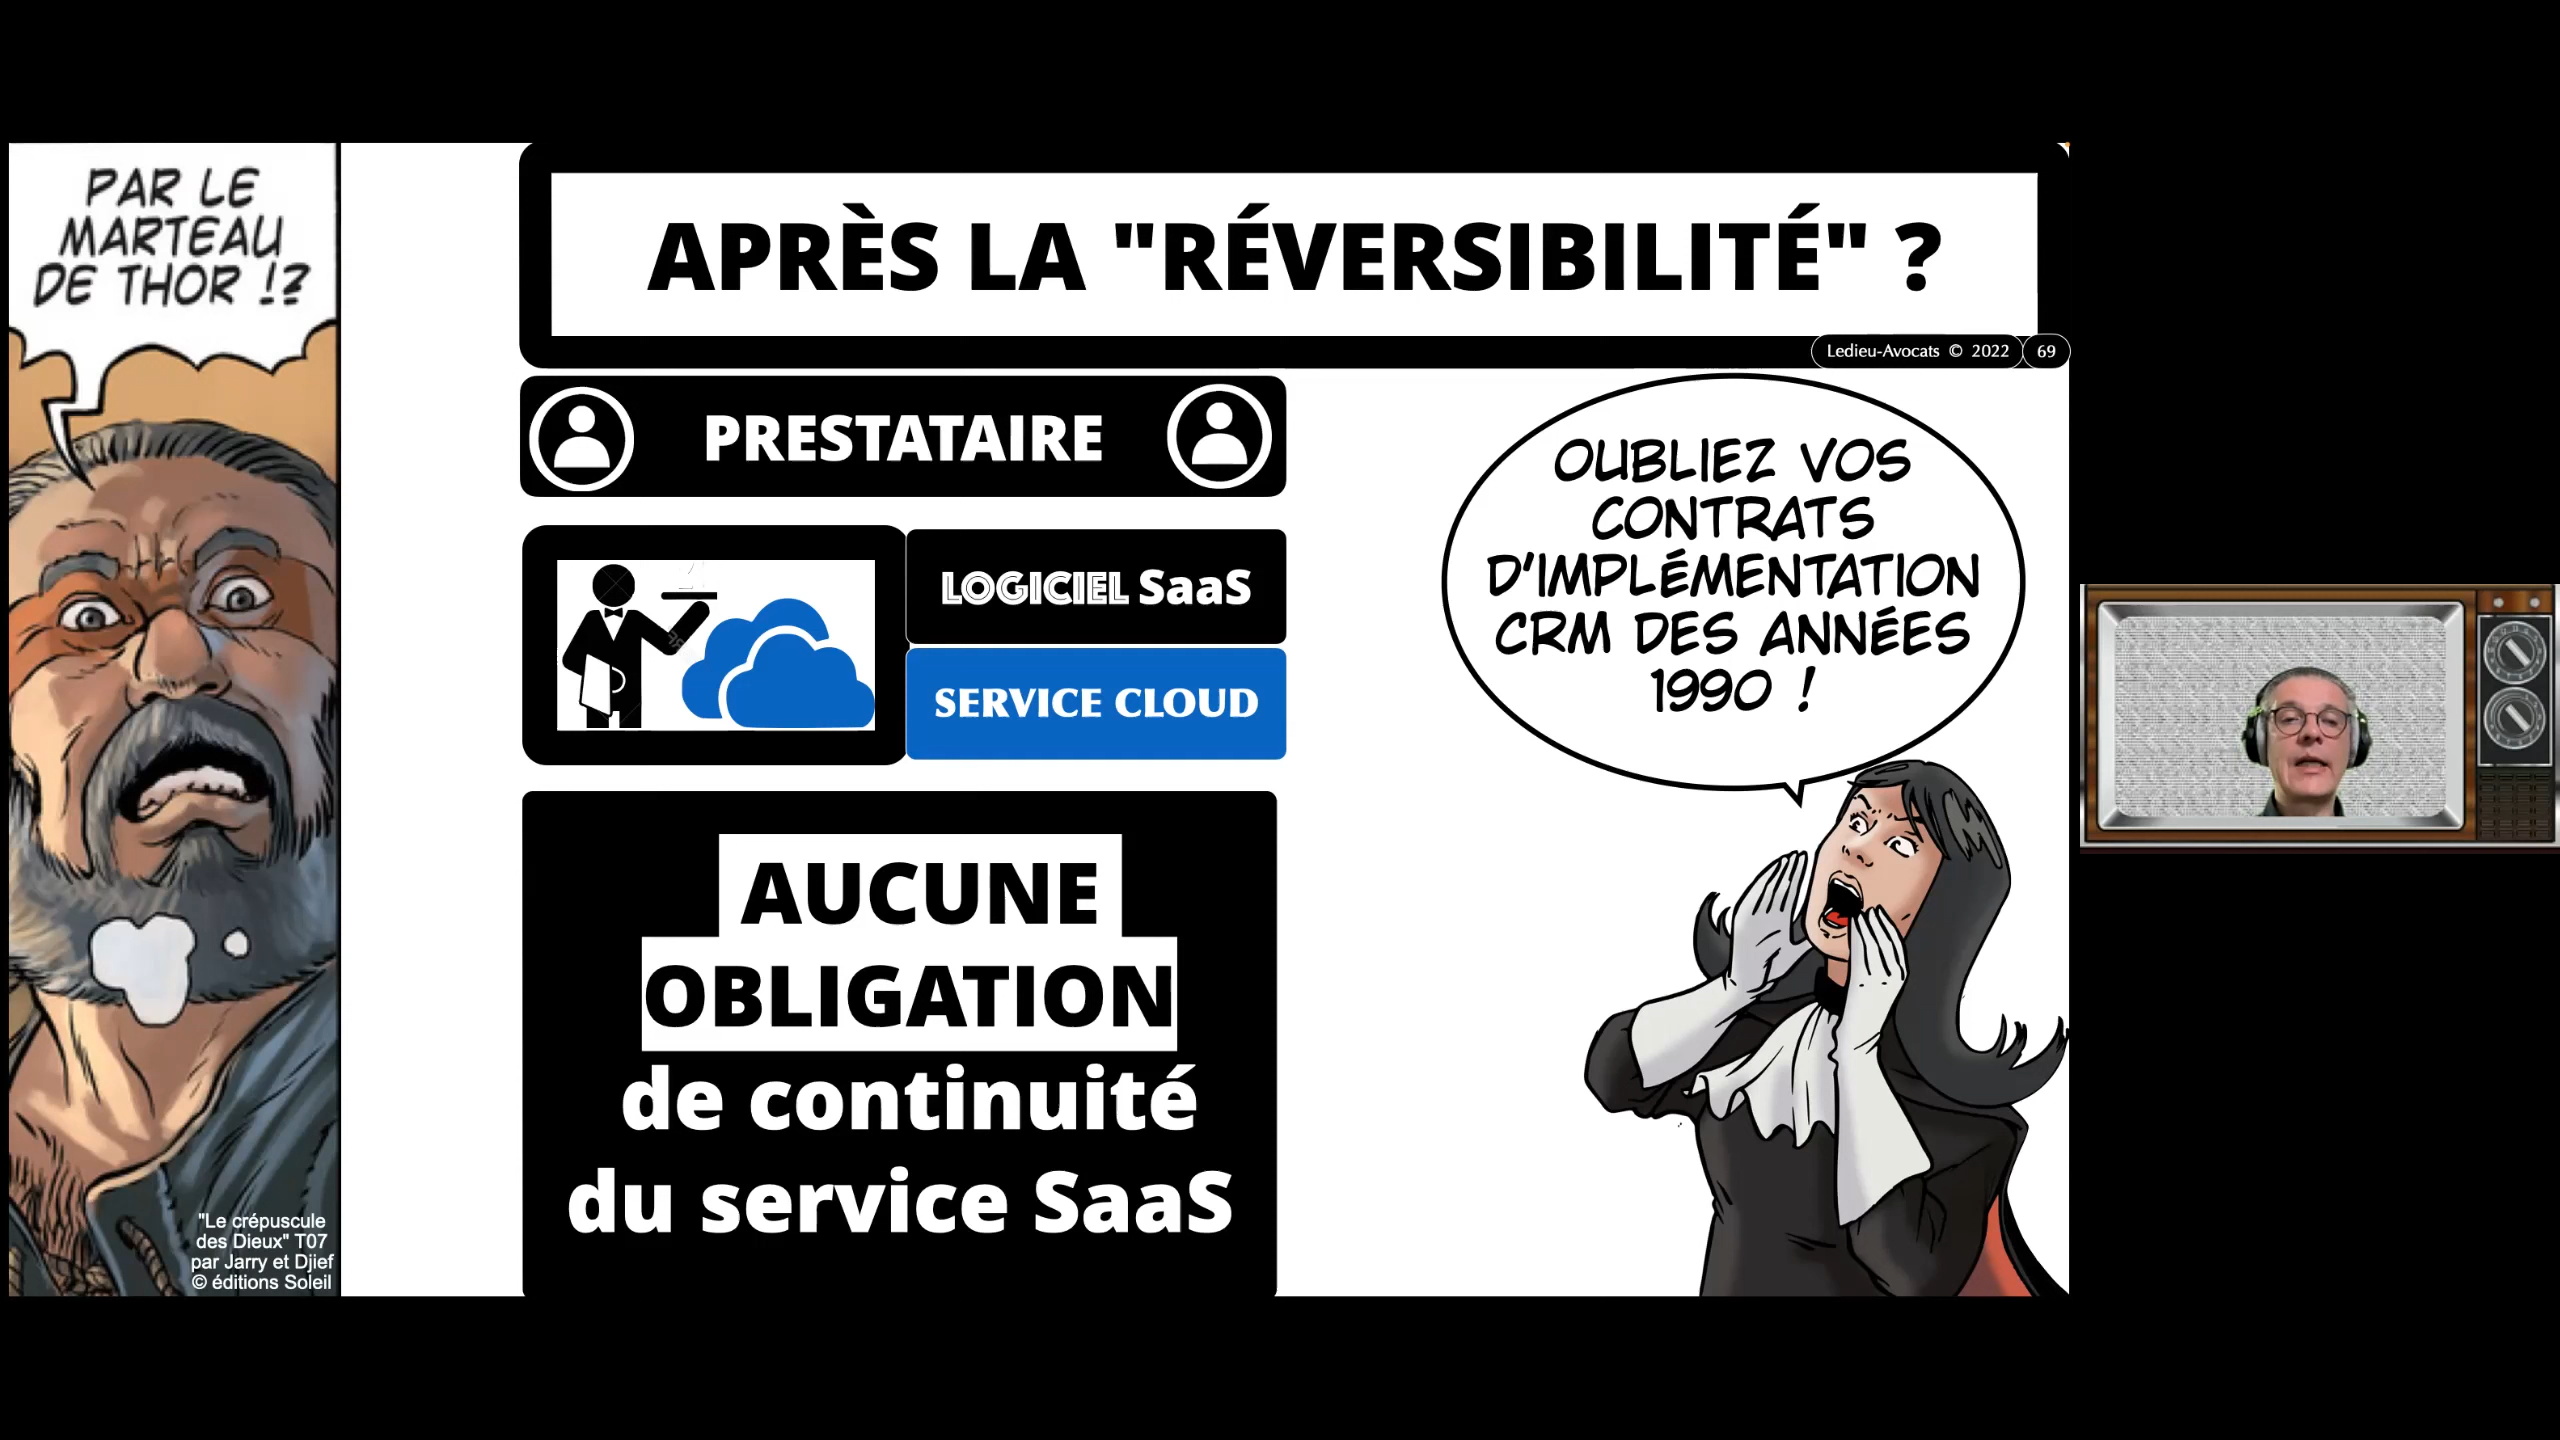 PAR LE
MARTEAU
DE THOR !?
APRÈS LA "RÉVERSIBILITÉ" ?
Ledieu-Avocats © 2022 69
PRESTATAIRE
LOGICIEL SaaS
SERVICE CLOUD
AUCUNE
OBLIGATION
de continuité
du service SaaS
OUBLIEZ VOS
CONTRATS
D'IMPLÉMENTATION
CRM DES ANNÉES
1990 !
"Le crépuscule
des Dieux" T07
par Jarry et Djief
© éditions Soleil